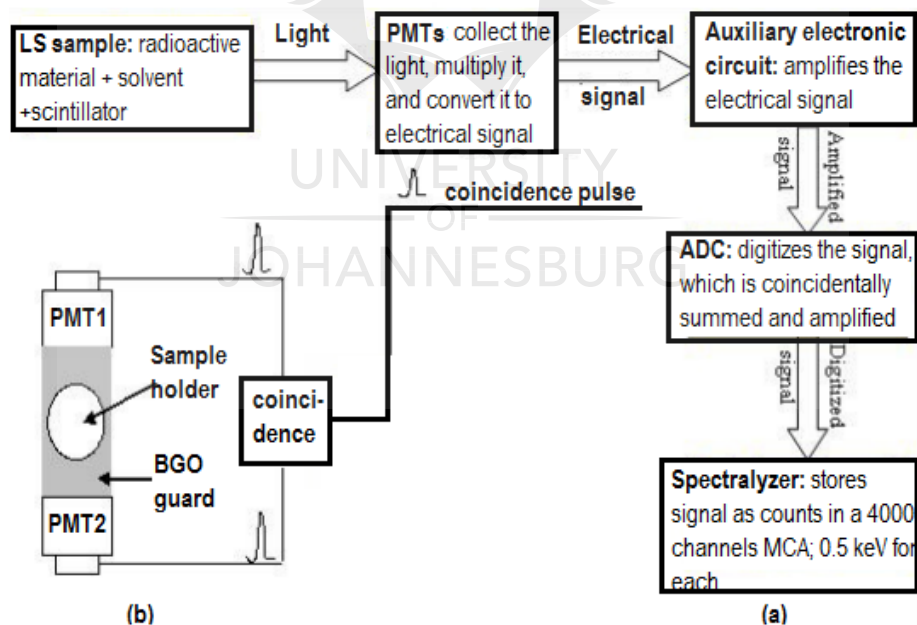 LS sample: radioactive
material + solvent
+scintillator
Light
PMTs collect the
light, multiply it,
and convert it to
electrical signal
Electrical
signal
Auxiliary electronic
circuit: amplifies the
electrical signal
Amplified
signal
ADC: digitizes the signal,
which is coincidentally
summed and amplified
Digitized
signal
Spectralyzer: stores
signal as counts in a 4000
channels MCA; 0.5 keV for
each
(a)
UNIVERSITY
OF
JOHANNESBURG
coincidence pulse
PMT1
Sample
holder
coinci-
dence
BGO
guard
PMT2
(b)